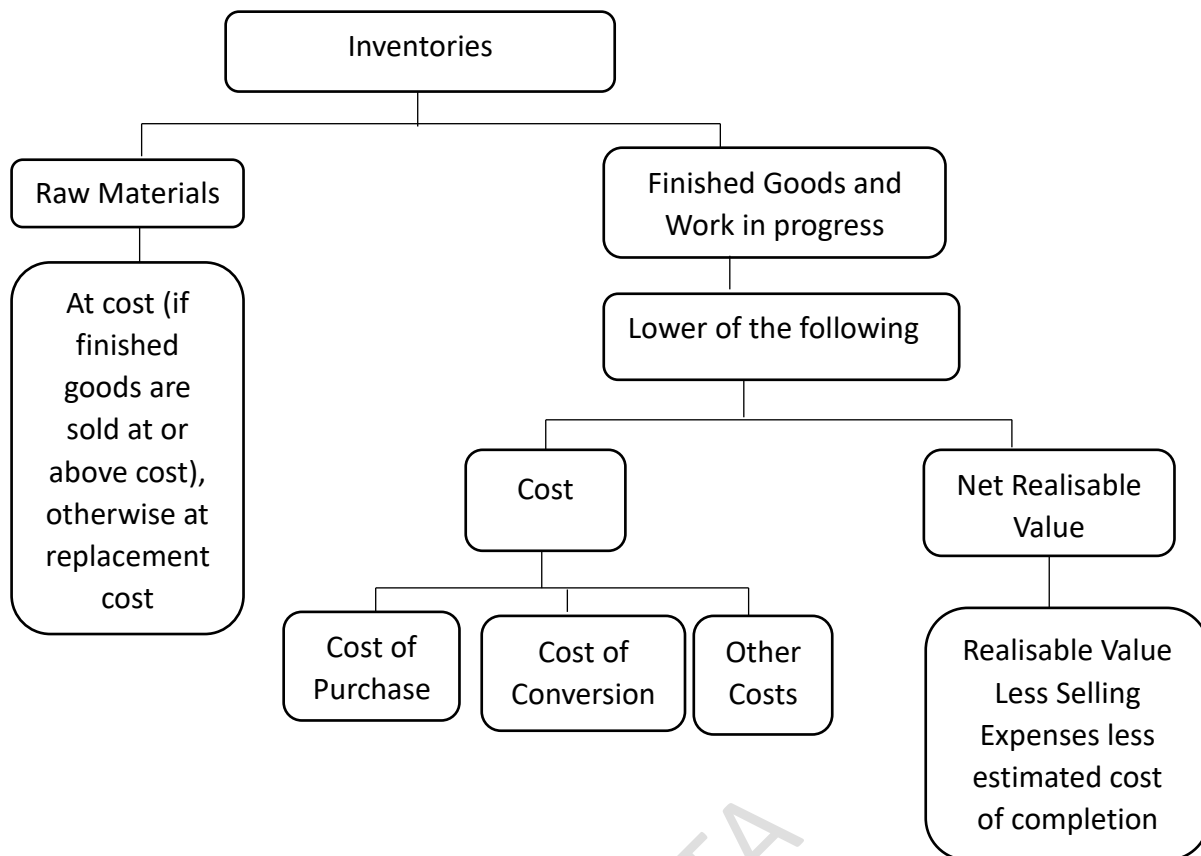 Inventories
Raw Materials
Finished Goods and
Work in progress
At cost (if
finished
goods are
sold at or
above cost),
otherwise at
replacement
cost
Lower of the following
Cost
Net Realisable
Value
Cost of
Purchase
Cost of
Conversion
Other
Costs
Realisable Value
Less Selling
Expenses less
estimated cost
of completion